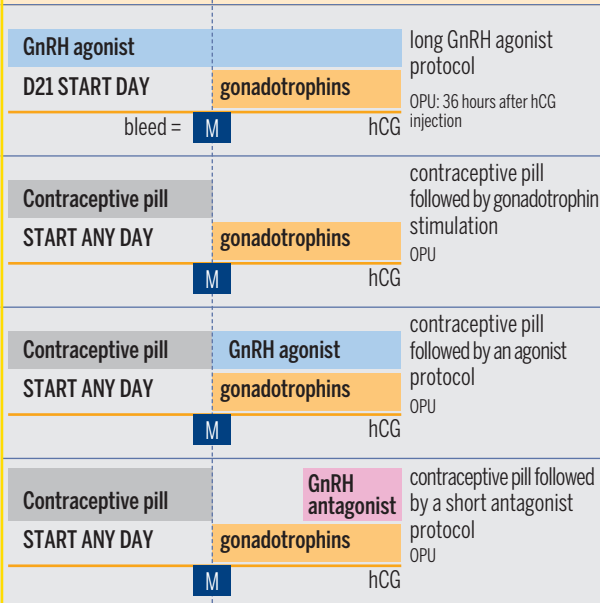 GnRH agonist
D21 START DAY
gonadotrophins
bleed =
M
hCG
long GnRH agonist
protocol
OPU: 36 hours after hCG
injection
Contraceptive pill
START ANY DAY
gonadotrophins
M
hCG
contraceptive pill
followed by gonadotrophin
stimulation
OPU
Contraceptive pill
GnRH agonist
START ANY DAY
gonadotrophins
M
hCG
contraceptive pill
followed by an agonist
protocol
OPU
Contraceptive pill
GnRH
antagonist
START ANY DAY
gonadotrophins
M
hCG
contraceptive pill followed
by a short antagonist
protocol
OPU